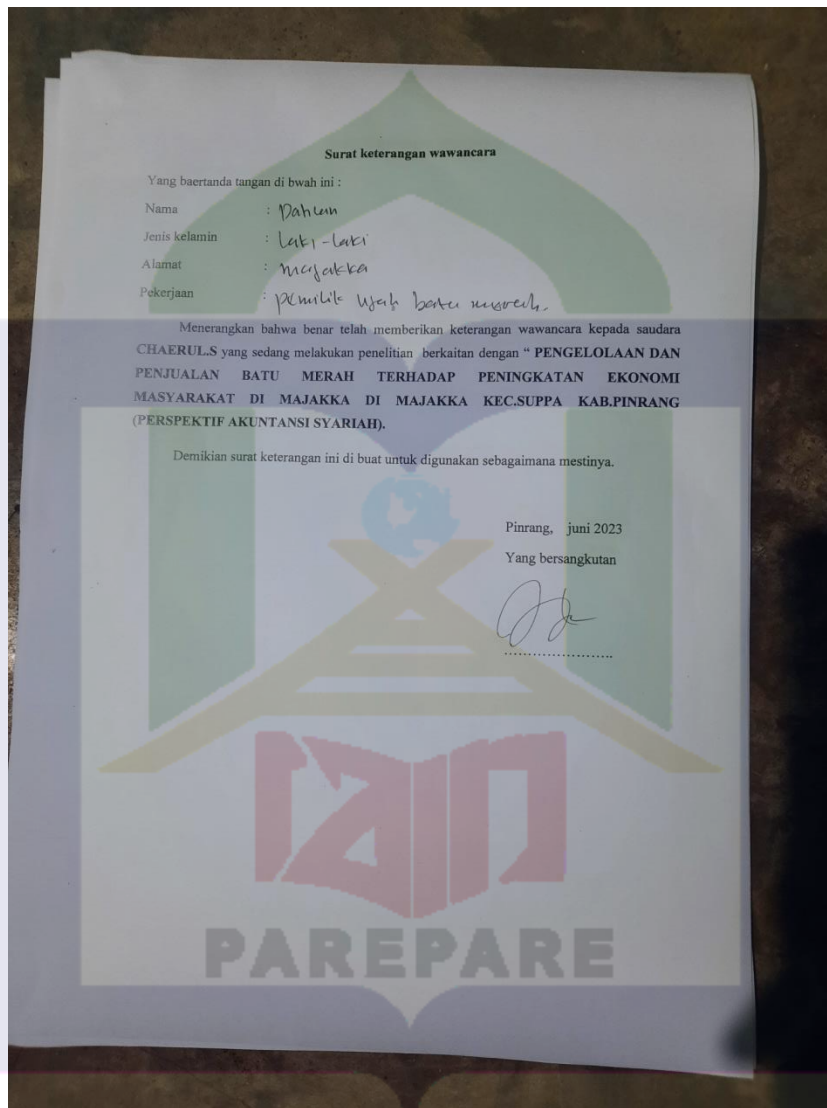 Surat keterangan wawancara
Yang baertanda tangan di bwah ini :
Nama : Dahlan
Jenis kelamin : Laki-Laki
Alamat : majakka
Pekerjaan : pemilik batu merah.
Menerangkan bahwa benar telah memberikan keterangan wawancara kepada saudara
CHAERUL.S yang sedang melakukan penelitian berkaitan dengan “ PENGELOLAAN DAN
PENJUALAN BATU MERAH TERHADAP PENINGKATAN EKONOMI
MASYARAKAT DI MAJAKKA DI MAJAKKA KEC.SUPPA KAB.PINRANG
(PERSPEKTIF AKUNTANSI SYARIAH).
Demikian surat keterangan ini di buat untuk digunakan sebagaimana mestinya.
Pinrang, juni 2023
Yang bersangkutan
iain
PAREPARE